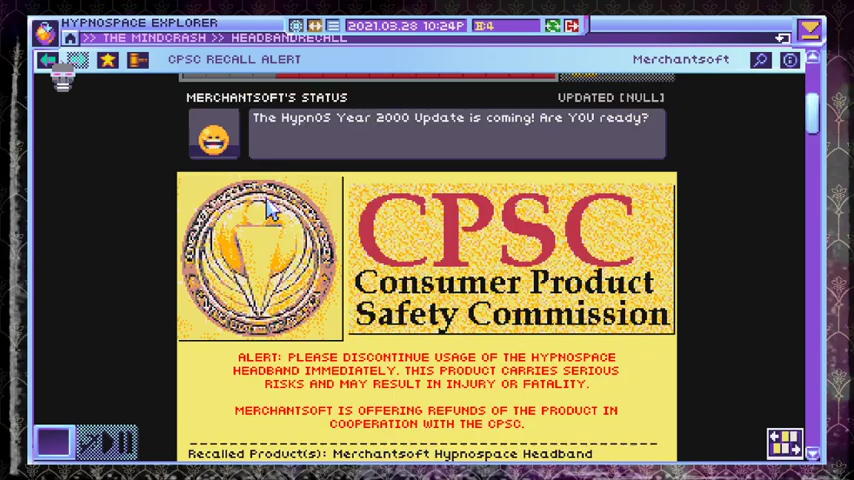 HYPNOSPACE EXPLORER
2021.03.28 10:24P
4
>> THE MINDCRASH >> HEADBANDRECALL
CPSC RECALL ALERT
Merchantsoft
MERCHANTSOFT'S STATUS
UPDATED [NULL]
The HypnOS Year 2000 Update is coming! Are YOU ready?
CPSC
Consumer Product
Safety Commission
ALERT: PLEASE DISCONTINUE USAGE OF THE HYPNOSPACE
HEADBAND IMMEDIATELY. THIS PRODUCT CARRIES SERIOUS
RISKS AND MAY RESULT IN INJURY OR FATALITY.
MERCHANTSOFT IS OFFERING REFUNDS OF THE PRODUCT IN
COOPERATION WITH THE CPSC.
Recalled Product(s): Merchantsoft Hypnospace Headband